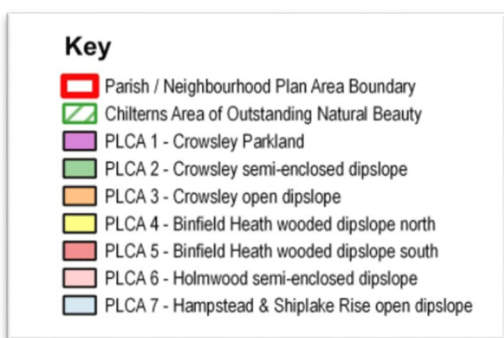 Key
Parish / Neighbourhood Plan Area Boundary
Chilterns Area of Outstanding Natural Beauty
PLCA 1 - Crowsley Parkland
PLCA 2 - Crowsley semi-enclosed dipslope
PLCA 3 - Crowsley open dipslope
PLCA 4 - Binfield Heath wooded dipslope north
PLCA 5 - Binfield Heath wooded dipslope south
PLCA 6 - Holmwood semi-enclosed dipslope
PLCA 7 - Hampstead & Shiplake Rise open dipslope